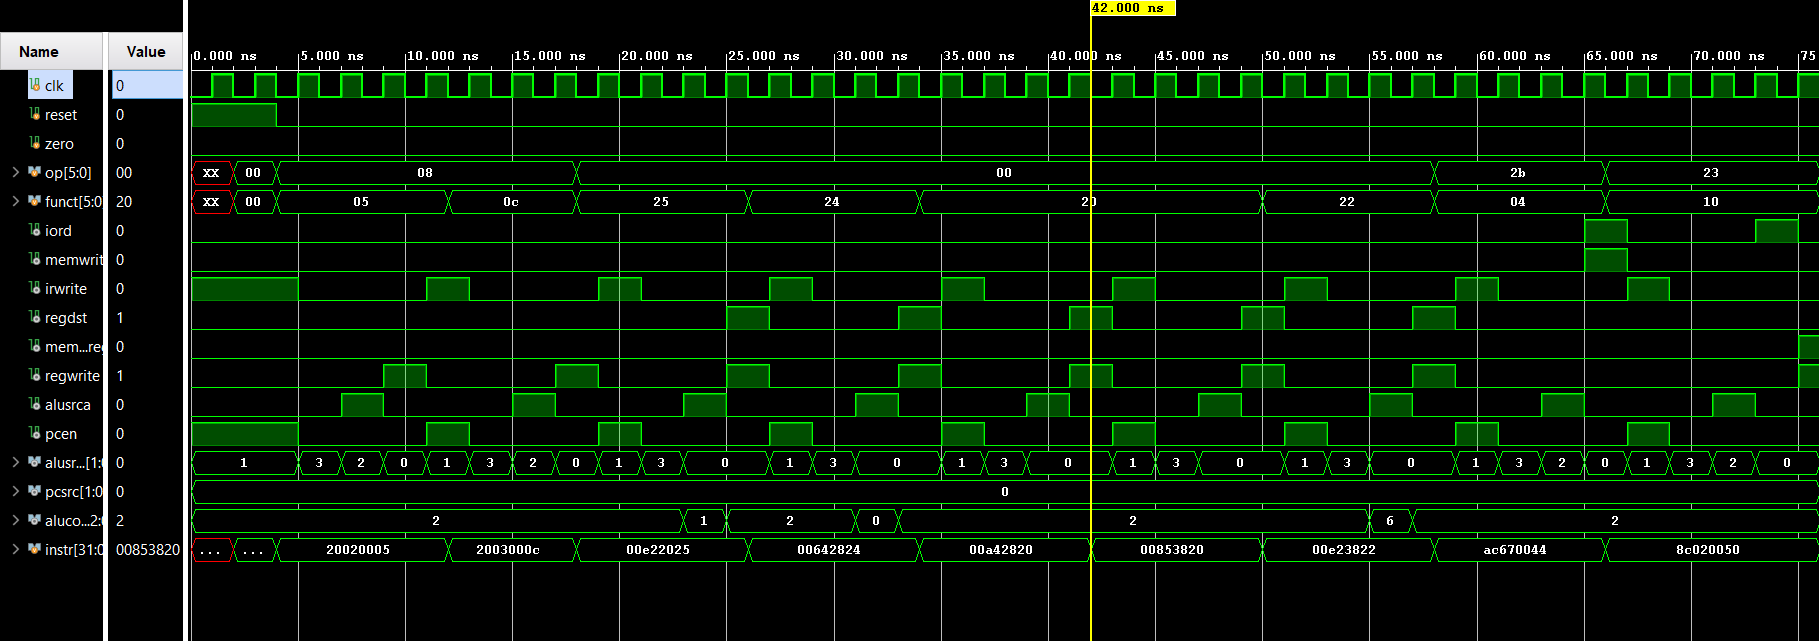 42.000 ns
Name Value 0.000 ns 5.000 ns 10.000 ns 15.000 ns 20.000 ns 25.000 ns 30.000 ns 35.000 ns 40.000 ns 45.000 ns 50.000 ns 55.000 ns 60.000 ns 65.000 ns 70.000 ns 75
clk 0
reset 0
zero 0
op[5:0] 00 XX 00 08 00 2b 23
funct[5:0 20 XX 00 05 0c 25 24 20 22 04 10
iord 0
memwrit 0
irwrite 0
regdst 1
mem...reg 0
regwrite 1
alusrca 0
pcen 0
alusr...[1:0 0 1 3 2 0 1 3 2 0 1 3 0 1 3 0 1 3 0 1 3 0 1 3 0 1 3 2 0 1 3 2 0
pcsrc[1:0 0 0
aluco...2:0 2 2 1 2 0 2 6 2
instr[31:0 00853820 ... ... 20020005 2003000c 00e22025 00642824 00a42820 00853820 00e23822 ac670044 8c020050